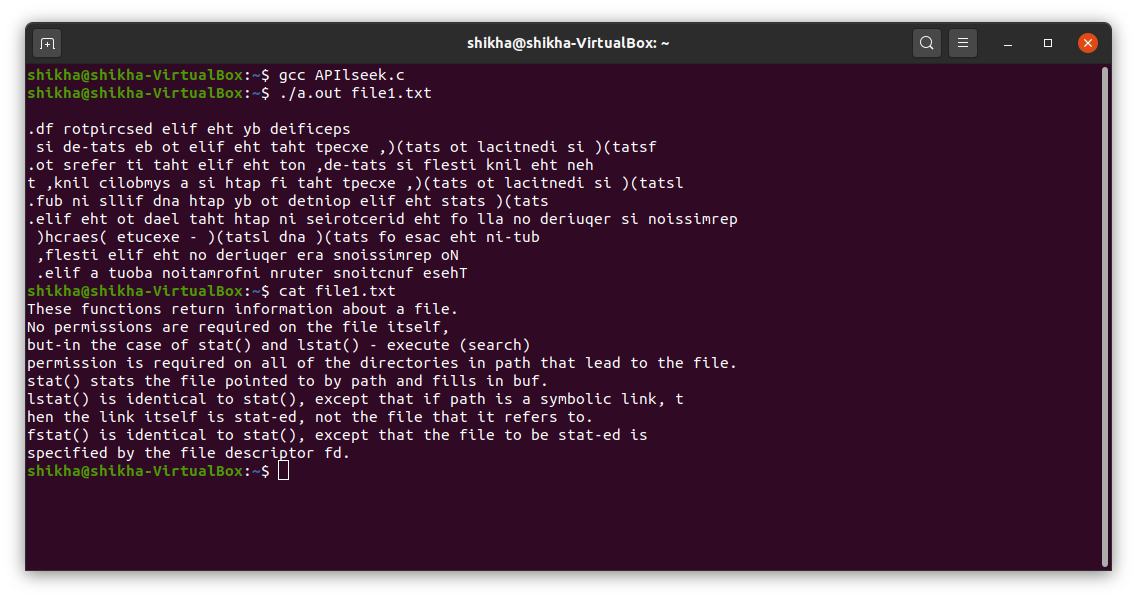 shikha@shikha-VirtualBox: ~
shikha@shikha-VirtualBox:~$ gcc APIlseek.c
shikha@shikha-VirtualBox:~$ ./a.out file1.txt
.df rotpircsed elif eht yb deificeps
si de-tats eb ot elif eht taht tpecxe ,)(tats ot lacitnedi si )(tatsf
.ot srefer ti taht elif eht ton ,de-tats si flesti knil eht neh
t ,knil cilobmys a si htap fi taht tpecxe ,)(tats ot lacitnedi si )(tatsl
.fub ni sllif dna htap yb ot detniop elif eht stats )(tats
.elif eht ot dael taht htap ni seirotcerid eht fo lla no deriuqer si noissimrep
)hcraes( etucexe - )(tatsl dna )(tats fo esac eht ni-tub
,flesti elif eht no deriuqer era snoissimrep oN
.elif a tuoba noitamrofni nruter snoitcnuf esehT
shikha@shikha-VirtualBox:~$ cat file1.txt
These functions return information about a file.
No permissions are required on the file itself,
but-in the case of stat() and lstat() - execute (search)
permission is required on all of the directories in path that lead to the file.
stat() stats the file pointed to by path and fills in buf.
lstat() is identical to stat(), except that if path is a symbolic link, t
hen the link itself is stat-ed, not the file that it refers to.
fstat() is identical to stat(), except that the file to be stat-ed is
specified by the file descriptor fd.
shikha@shikha-VirtualBox:~$